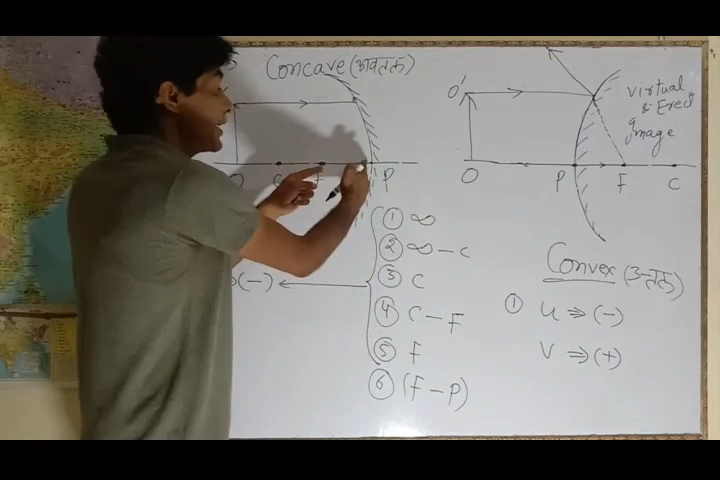 Concave (अवतल)
O
C
P
① ∞
② ∞ - C
③ C
④ C - F
⑤ F
⑥ (F - P)
(-)
O'
virtual
& Erect
Image
O
P
F
C
Convex (उत्तल)
① u ⇒ (-)
v ⇒ (+)